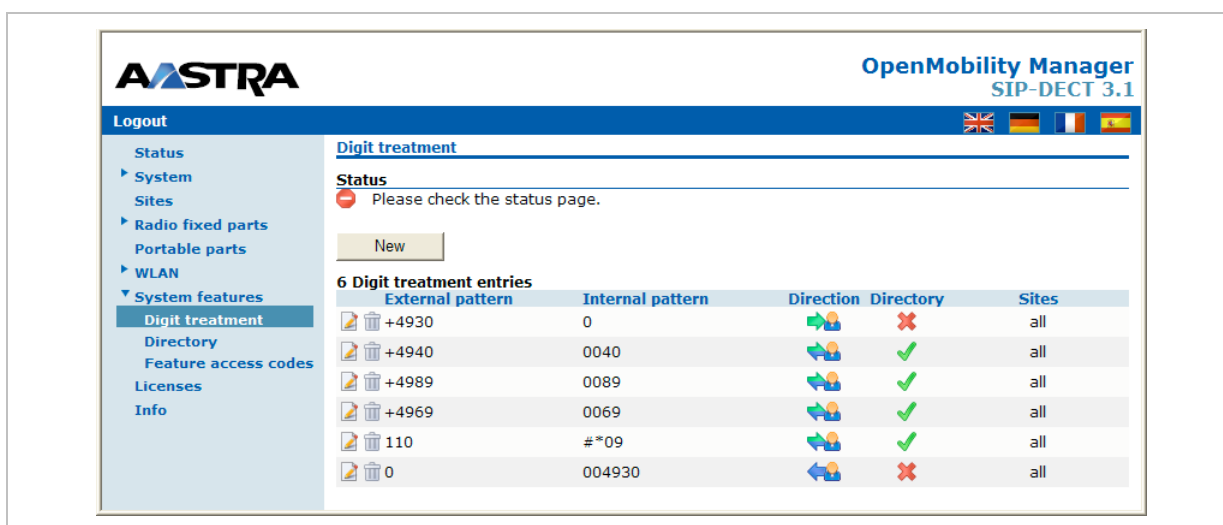 AASTRA
OpenMobility Manager
SIP-DECT 3.1
Logout
Status
System
Sites
Radio fixed parts
Portable parts
WLAN
System features
Digit treatment
Directory
Feature access codes
Licenses
Info
Digit treatment
Status
Please check the status page.
New
6 Digit treatment entries
External pattern Internal pattern Direction Directory Sites
+4930 0 all
+4940 0040 all
+4989 0089 all
+4969 0069 all
110 #*09 all
0 004930 all